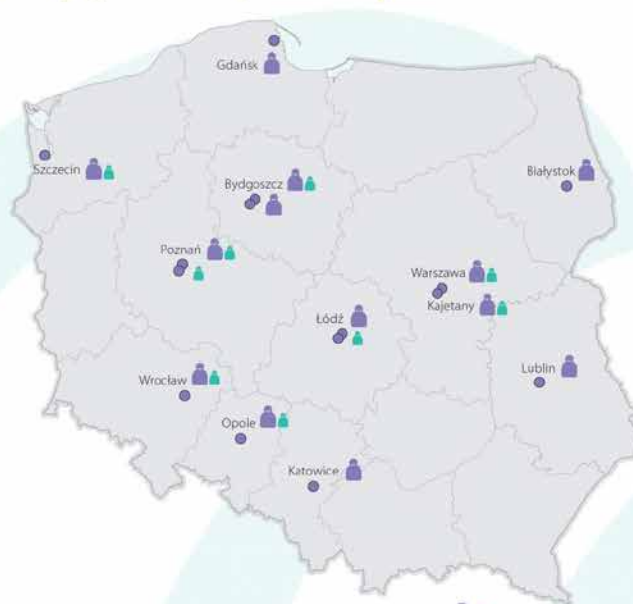 Gdańsk
Szczecin
Bydgoszcz
Białystok
Poznań
Warszawa
Kajetany
Łódź
Wrocław
Lublin
Opole
Katowice